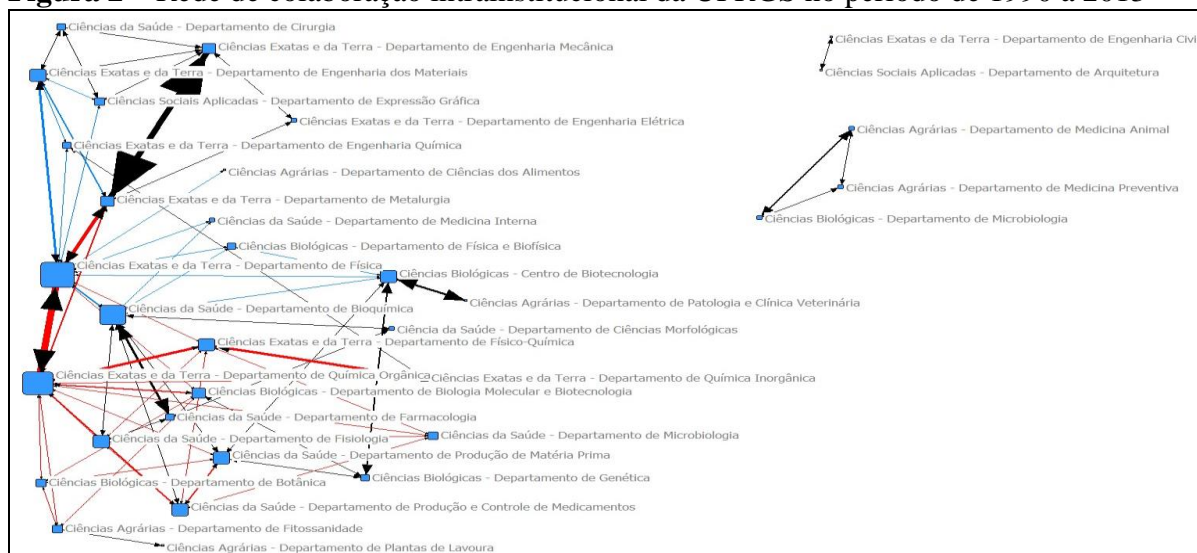 Figura 2 – Rede de colaboração intrainstitucional da UFRGS no período de 1990 a 2013
Ciências da Saúde - Departamento de Cirurgia
Ciências Exatas e da Terra - Departamento de Engenharia Civi
Ciências Exatas e da Terra - Departamento de Engenharia Mecânica
Ciências Exatas e da Terra - Departamento de Engenharia dos Materiais
Ciências Sociais Aplicadas - Departamento de Arquitetura
Ciências Sociais Aplicadas - Departamento de Expressão Gráfica
Ciências Exatas e da Terra - Departamento de Engenharia Elétrica
Ciências Agrárias - Departamento de Medicina Animal
Ciências Exatas e da Terra - Departamento de Engenharia Química
Ciências Agrárias - Departamento de Ciências dos Alimentos
Ciências Agrárias - Departamento de Medicina Preventiva
Ciências Exatas e da Terra - Departamento de Metalurgia
Ciências Biológicas - Departamento de Microbiologia
Ciências da Saúde - Departamento de Medicina Interna
Ciências Biológicas - Departamento de Física e Biofísica
Ciências Exatas e da Terra - Departamento de Física
Ciências Biológicas - Centro de Biotecnologia
Ciências Agrárias - Departamento de Patologia e Clínica Veterinária
Ciências da Saúde - Departamento de Bioquímica
Ciência da Saúde - Departamento de Ciências Morfológicas
Ciências Exatas e da Terra - Departamento de Físico-Química
Ciências Exatas e da Terra - Departamento de Química Orgânica
Ciências Exatas e da Terra - Departamento de Química Inorgânica
Ciências Biológicas - Departamento de Biologia Molecular e Biotecnologia
Ciências da Saúde - Departamento de Farmacologia
Ciências da Saúde - Departamento de Microbiologia
Ciências da Saúde - Departamento de Fisiologia
Ciências da Saúde - Departamento de Produção de Matéria Prima
Ciências Biológicas - Departamento de Genética
Ciências Biológicas - Departamento de Botânica
Ciências da Saúde - Departamento de Produção e Controle de Medicamentos
Ciências Agrárias - Departamento de Fitossanidade
Ciências Agrárias - Departamento de Plantas de Lavoura